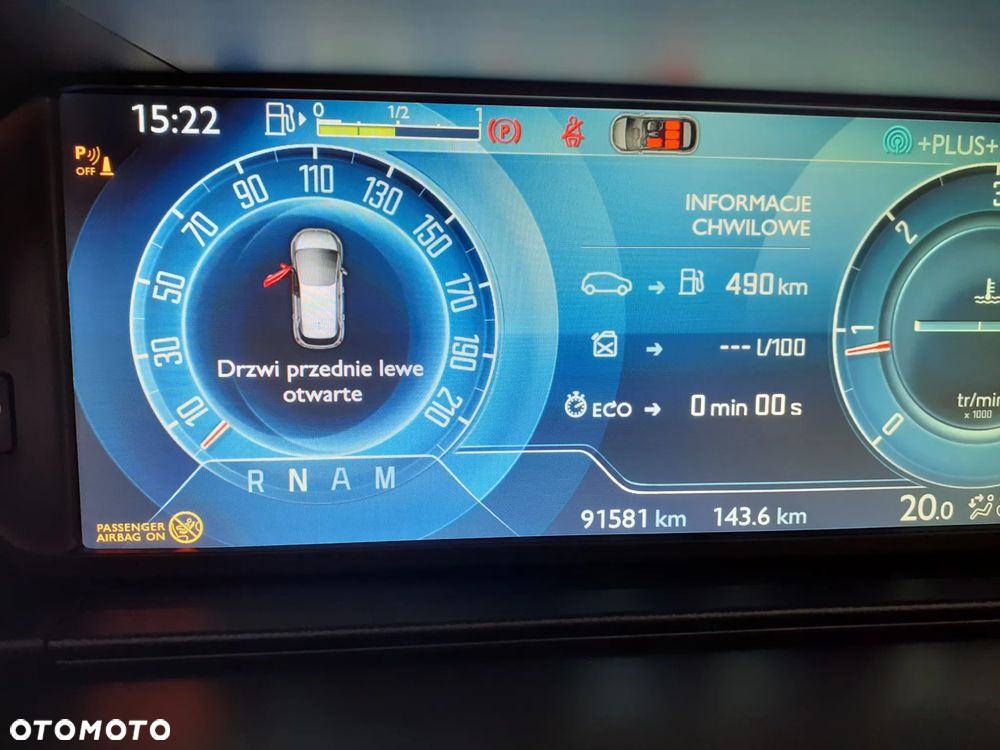 15:22
0 1/2 1
P
+PLUS+
P
OFF
10 30 50 70 90 110 130 150 170 190 210
INFORMACJE
CHWILOWE
490 km
--- l/100
ECO
0 min 00 s
Drzwi przednie lewe
otwarte
0 1 2 3
tr/min
x 1000
R N A M
PASSENGER
AIRBAG ON
91581 km 143.6 km
20.0
OTOMOTO